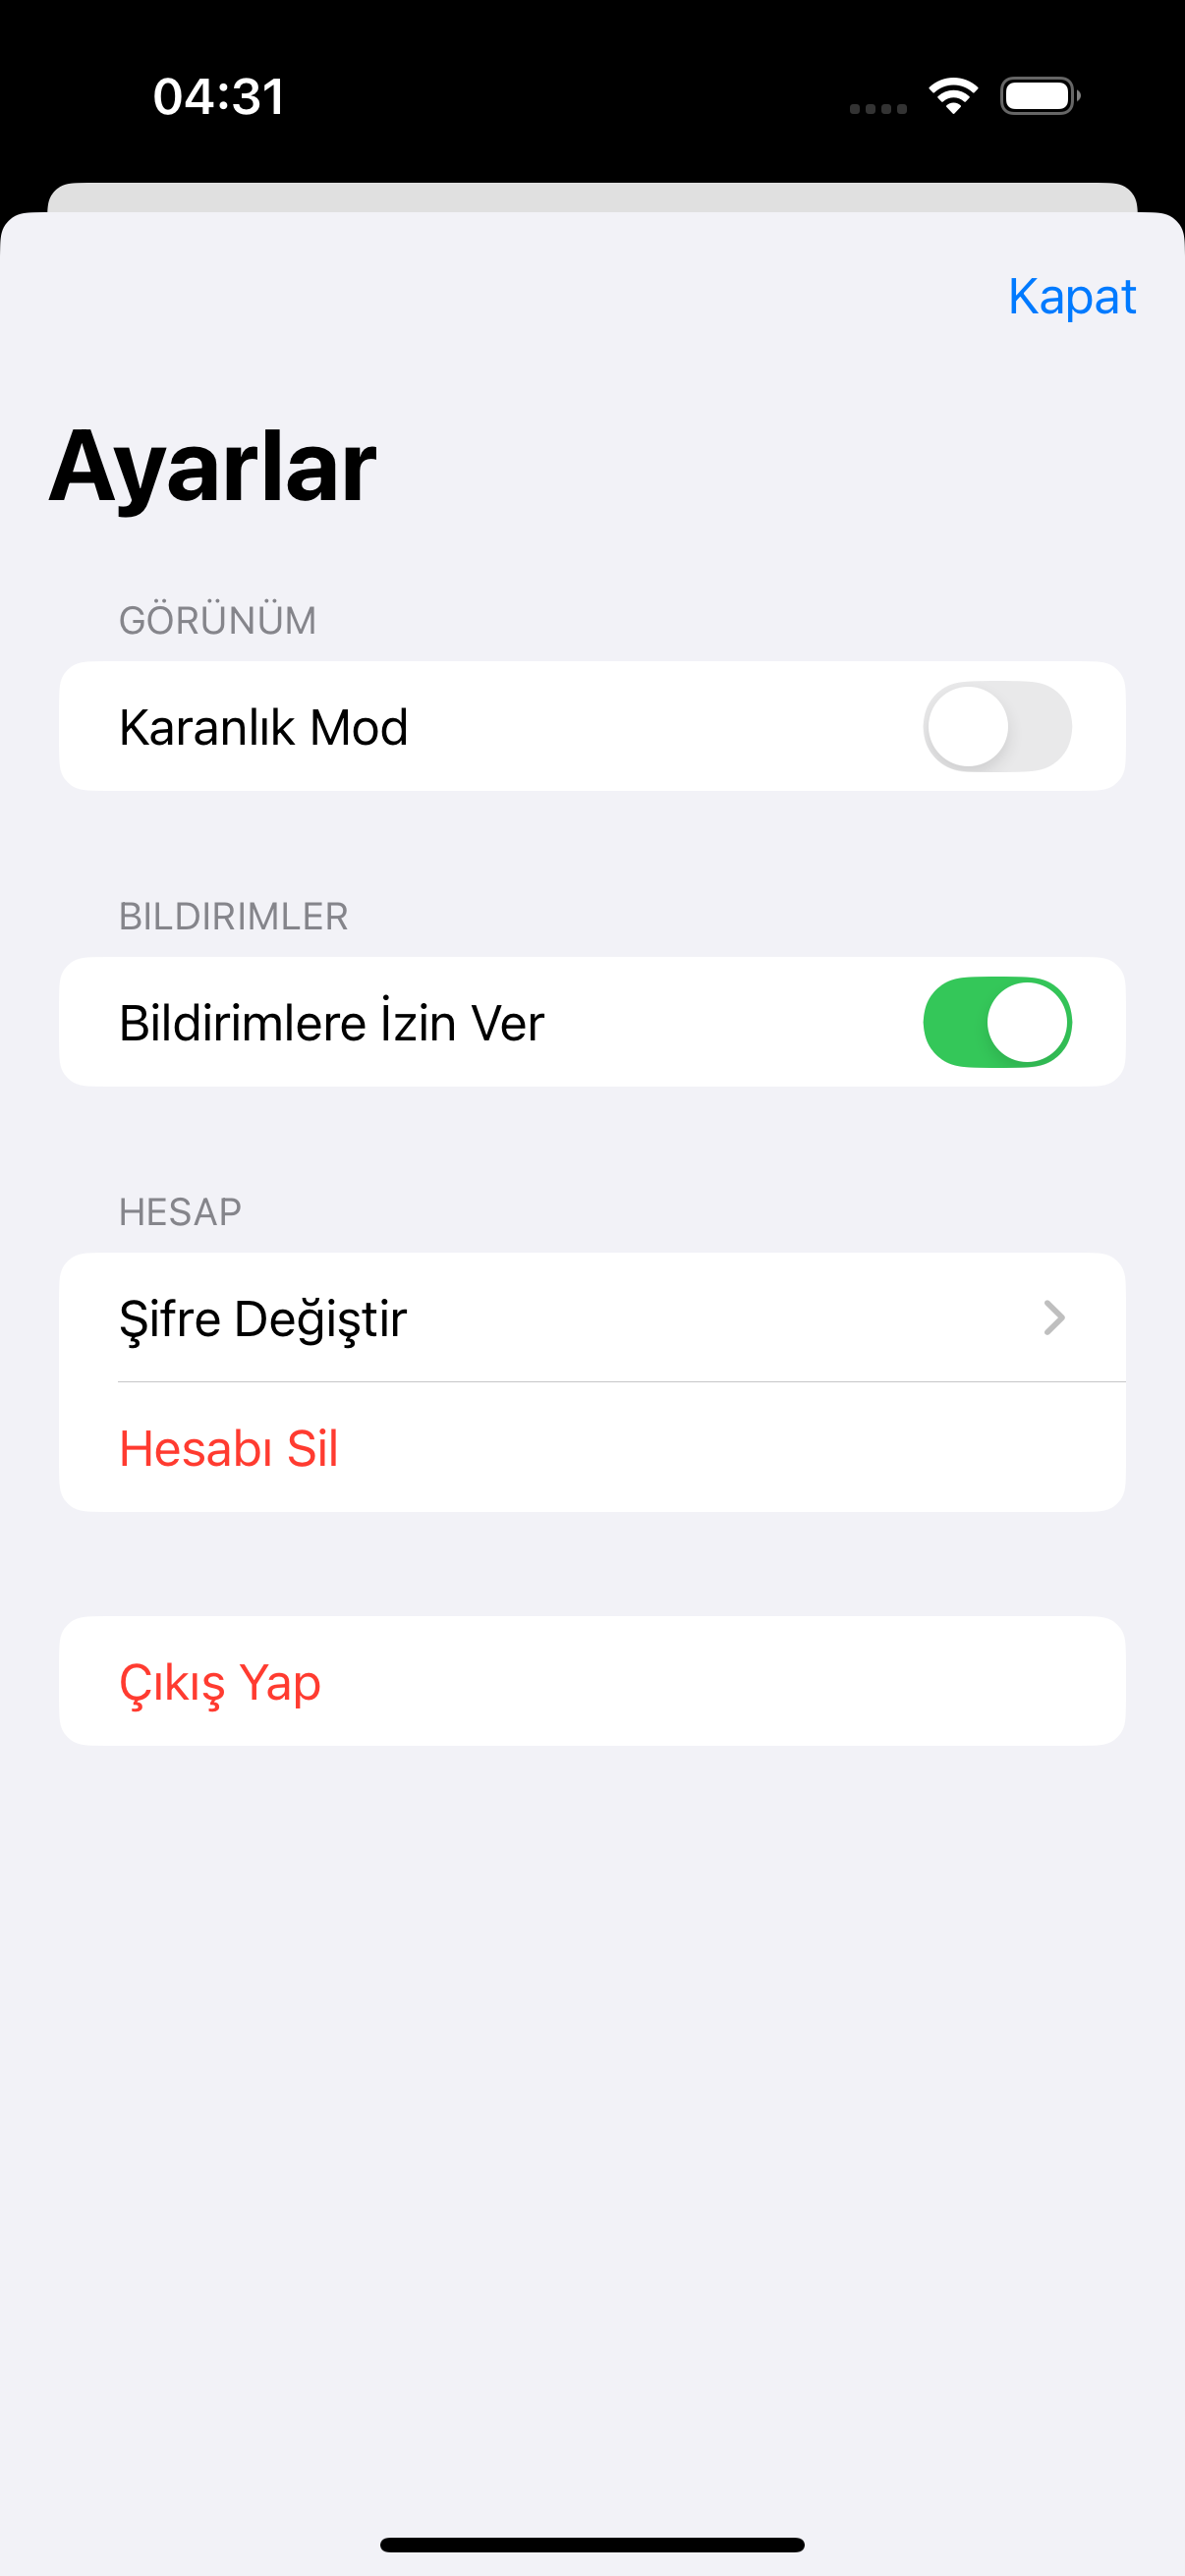 04:31
Kapat
Ayarlar
GÖRÜNÜM
Karanlık Mod
BILDIRIMLER
Bildirimlere İzin Ver
HESAP
Şifre Değiştir
Hesabı Sil
Çıkış Yap